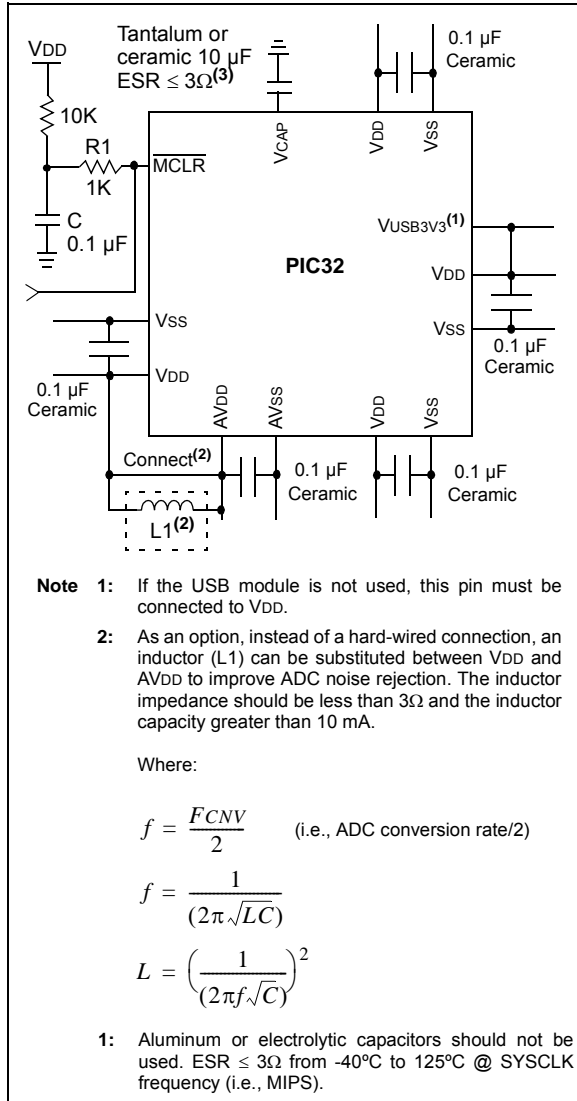 VDD
Tantalum or
ceramic 10 µF
ESR ≤ 3Ω(3)
0.1 µF
Ceramic
10K
R1
1K
C
0.1 µF
MCLR
VCAP
VDD
VSS
VUSB3V3(1)
VDD
VSS
PIC32
0.1 µF
Ceramic
VSS
VDD
0.1 µF
Ceramic
AVDD
AVSS
VDD
VSS
Connect(2)
L1(2)
0.1 µF
Ceramic
0.1 µF
Ceramic
Note 1: If the USB module is not used, this pin must be
connected to VDD.
2: As an option, instead of a hard-wired connection, an
inductor (L1) can be substituted between VDD and
AVDD to improve ADC noise rejection. The inductor
impedance should be less than 3Ω and the inductor
capacity greater than 10 mA.
Where:
f = FCNV / 2 (i.e., ADC conversion rate/2)
f = 1 / (2π√LC)
L = (1 / (2πf√C))²
1: Aluminum or electrolytic capacitors should not be
used. ESR ≤ 3Ω from -40ºC to 125ºC @ SYSCLK
frequency (i.e., MIPS).